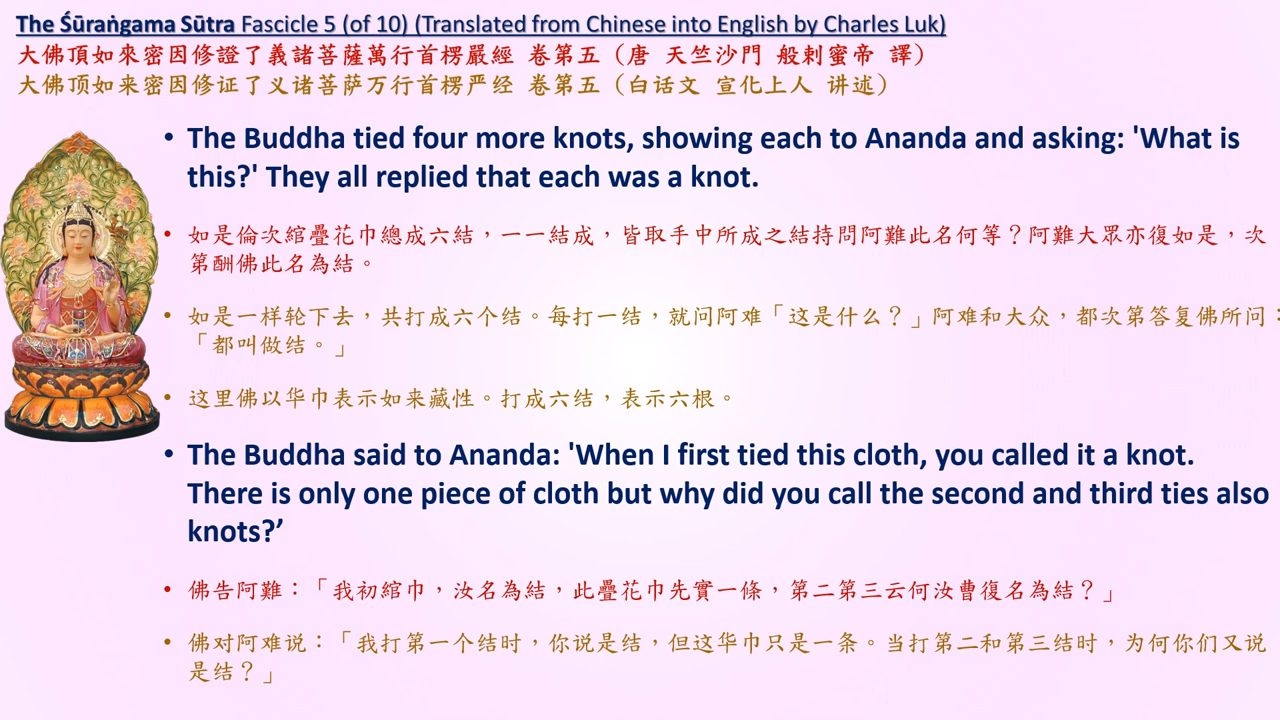 The Śūraṅgama Sūtra Fascicle 5 (of 10) (Translated from Chinese into English by Charles Luk)
大佛頂如來密因修證了義諸菩薩萬行首楞嚴經 卷第五（唐 天竺沙門 般剌蜜帝 譯）
大佛顶如来密因修证了义诸菩萨万行首楞严经 卷第五（白话文 宣化上人 讲述）
• The Buddha tied four more knots, showing each to Ananda and asking: 'What is
this?' They all replied that each was a knot.
• 如是倫次綰疊花巾總成六結，一一結成，皆取手中所成之結持問阿難此名何等？阿難大眾亦復如是，次
第酬佛此名為結。
• 如是一样轮下去，共打成六个结。每打一结，就问阿难「这是什么？」阿难和大众，都次第答复佛所问：
「都叫做结。」
• 这里佛以华巾表示如来藏性。打成六结，表示六根。
• The Buddha said to Ananda: 'When I first tied this cloth, you called it a knot.
There is only one piece of cloth but why did you call the second and third ties also
knots?’
• 佛告阿難：「我初綰巾，汝名為結，此疊花巾先實一條，第二第三云何汝曹復名為結？」
• 佛对阿难说：「我打第一个结时，你说是结，但这华巾只是一条。当打第二和第三结时，为何你们又说
是结？」